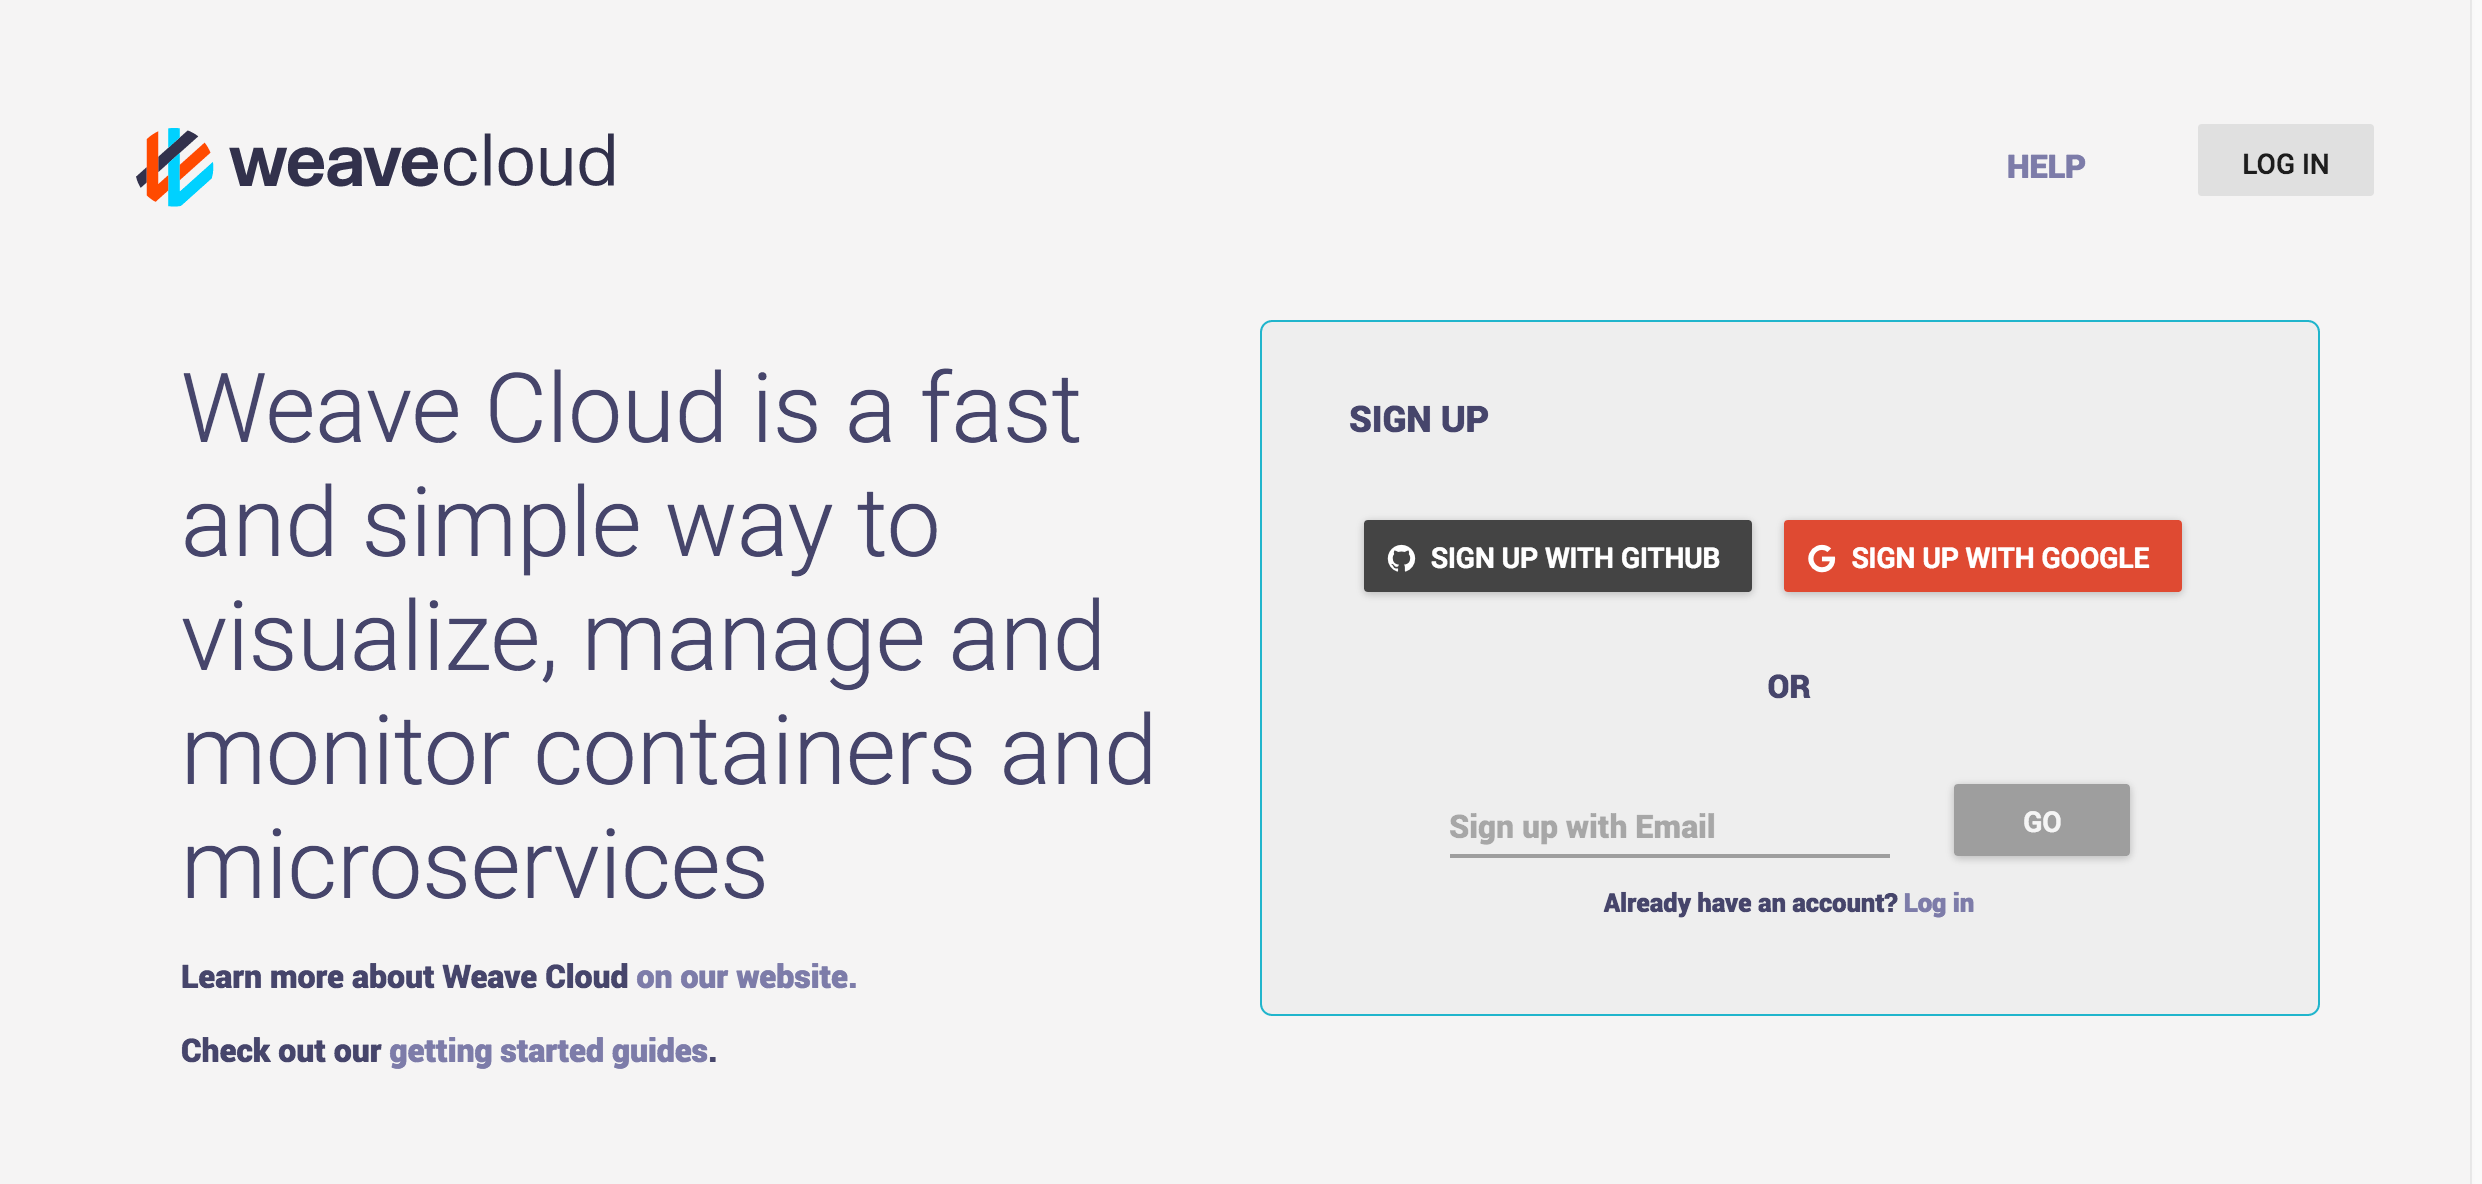 weavecloud
HELP
LOG IN
Weave Cloud is a fast
and simple way to
visualize, manage and
monitor containers and
microservices
Learn more about Weave Cloud on our website.
Check out our getting started guides.
SIGN UP
SIGN UP WITH GITHUB
SIGN UP WITH GOOGLE
OR
Sign up with Email
GO
Already have an account? Log in